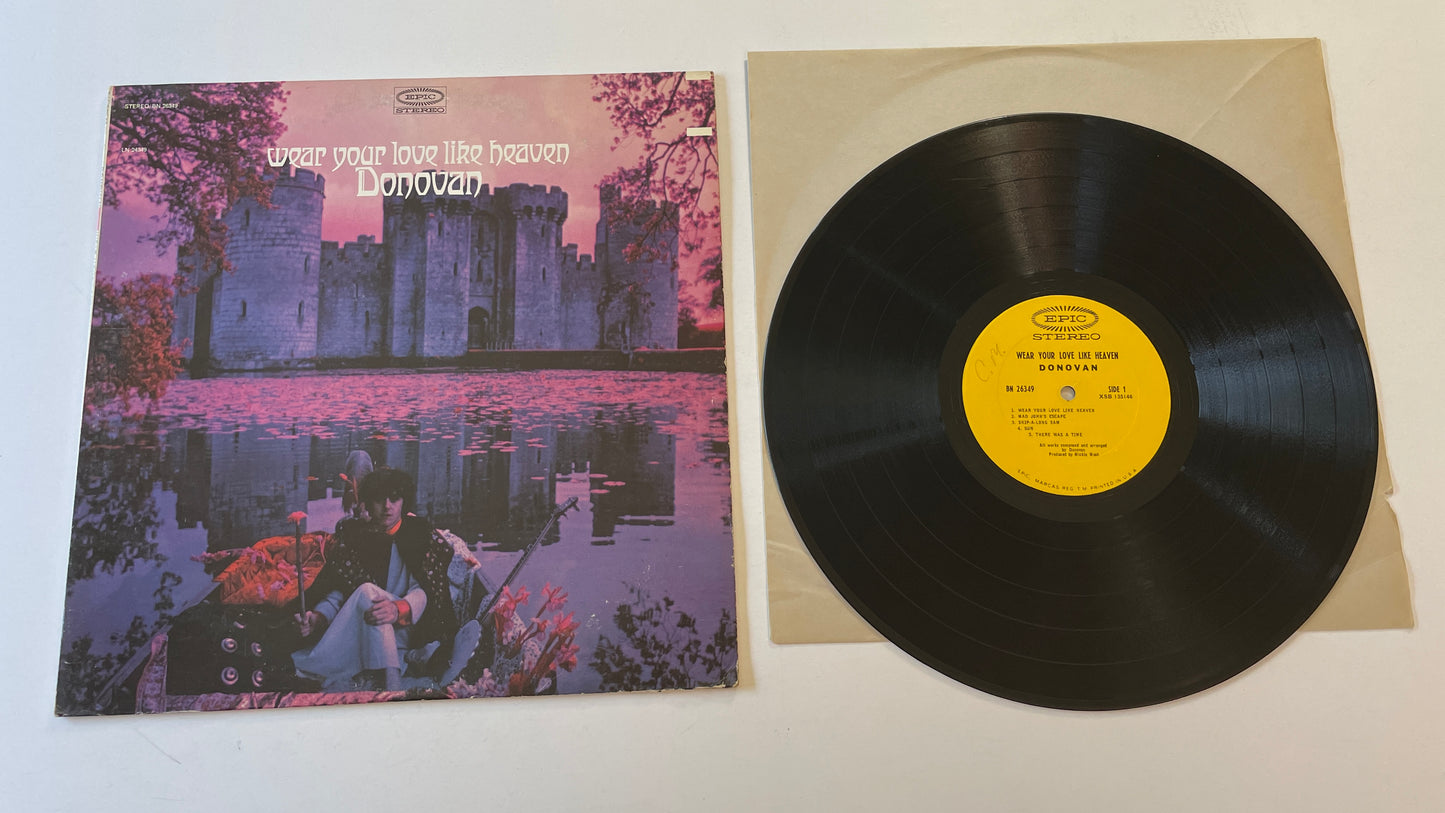 STEREO BN 26349
EPIC
STEREO
LN 24349
wear your love like heaven
Donovan
EPIC
STEREO
WEAR YOUR LOVE LIKE HEAVEN
DONOVAN
C.M.
BN 26349
SIDE 1
XSB 135146
1. WEAR YOUR LOVE LIKE HEAVEN
2. MAD JOHN'S ESCAPE
3. SKIP-A-LONG SAM
4. SUN
5. THERE WAS A TIME
All works composed and arranged
by Donovan
Produced by Mickie Most
EPIC, MARCAS REG. T.M. PRINTED IN U.S.A.